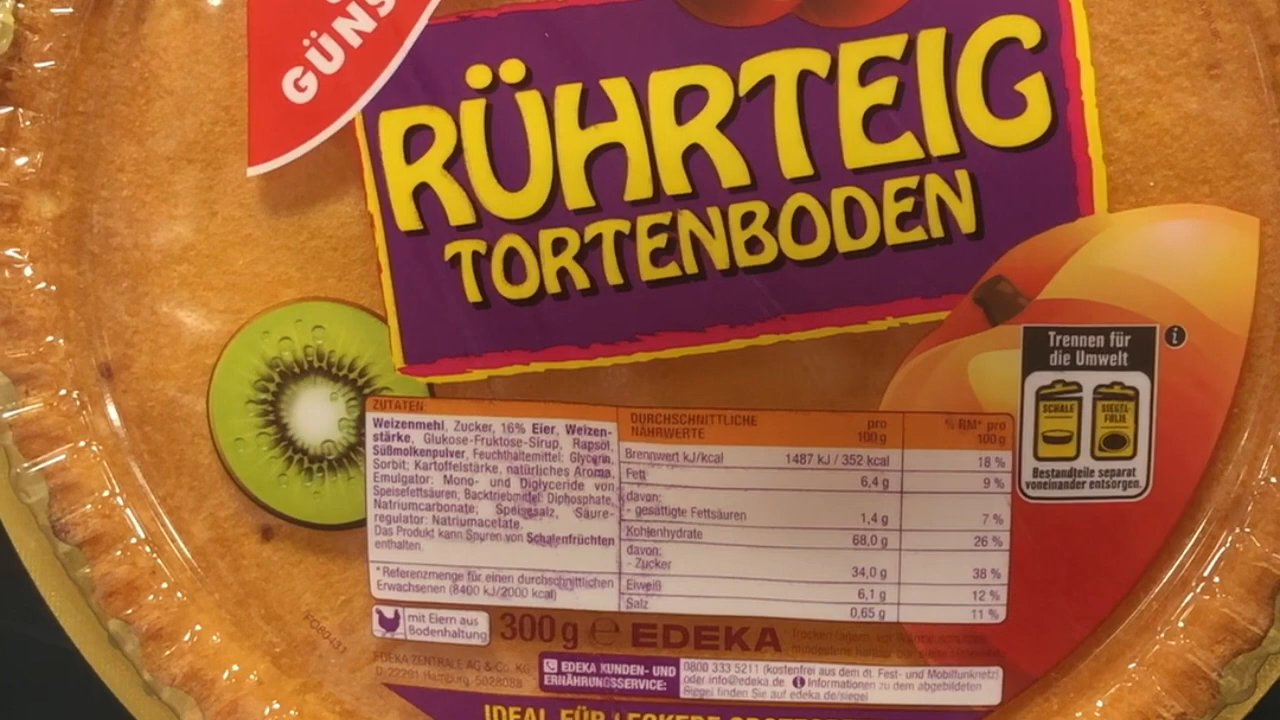 GÜNS
RÜHRTEIG
TORTENBODEN
Trennen für
die Umwelt
i
SCHALE
SIEGEL-
FOLIE
Bestandteile separat
voneinander entsorgen.
ZUTATEN:
Weizenmehl, Zucker, 16% Eier, Weizen-
stärke, Glukose-Fruktose-Sirup, Rapsöl,
Süßmolkenpulver, Feuchthaltemittel: Glycerin,
Sorbit; Kartoffelstärke, natürliches Aroma,
Emulgator: Mono- und Diglyceride von
Speisefettsäuren; Backtriebmittel: Diphosphate,
Natriumcarbonate; Speisesalz, Säure-
regulator: Natriumacetate.
Das Produkt kann Spuren von Schalenfrüchten
enthalten.
*Referenzmenge für einen durchschnittlichen
Erwachsenen (8400 kJ/2000 kcal)
DURCHSCHNITTLICHE NÄHRWERTE pro 100 g % RM* pro 100 g
Brennwert kJ/kcal 1487 kJ / 352 kcal 18 %
Fett 6,4 g 9 %
davon:
- gesättigte Fettsäuren 1,4 g 7 %
Kohlenhydrate 68,0 g 26 %
davon:
- Zucker 34,0 g 38 %
Eiweiß 6,1 g 12 %
Salz 0,65 g 11 %
mit Eiern aus
Bodenhaltung
300 g e EDEKA
EDEKA ZENTRALE AG & Co. KG
D-22291 Hamburg 5028088
EDEKA KUNDEN- UND
ERNÄHRUNGSSERVICE:
0800 333 5211 (kostenfrei aus dem dt. Fest- und Mobilfunknetz)
oder info@edeka.de i Informationen zu dem abgebildeten
Siegel finden Sie auf edeka.de/siegel
IDEAL FÜR LECKERE